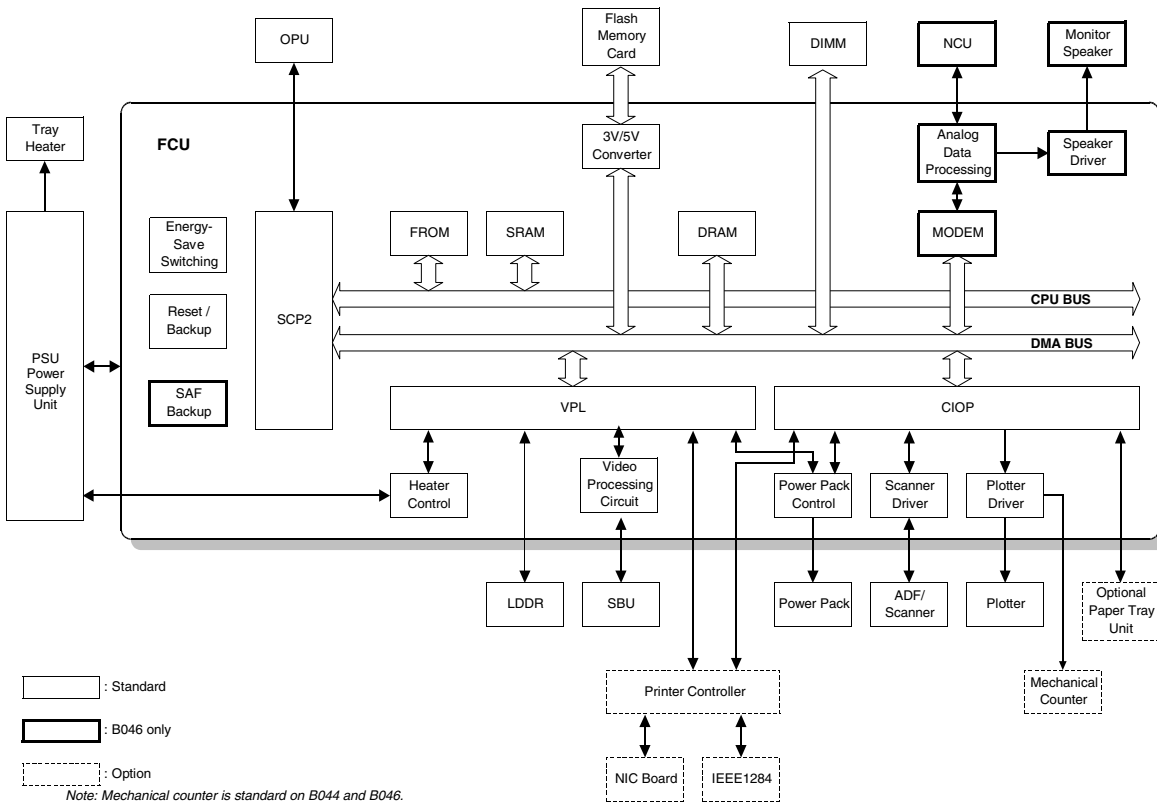 OPU
Flash
Memory
Card
DIMM
NCU
Monitor
Speaker
Tray
Heater
FCU
3V/5V
Converter
Analog
Data
Processing
Speaker
Driver
Energy-
Save
Switching
FROM
SRAM
DRAM
MODEM
Reset /
Backup
SCP2
CPU BUS
DMA BUS
PSU
Power
Supply
Unit
SAF
Backup
VPL
CIOP
Heater
Control
Video
Processing
Circuit
Power Pack
Control
Scanner
Driver
Plotter
Driver
LDDR
SBU
Power Pack
ADF/
Scanner
Plotter
Optional
Paper Tray
Unit
Printer Controller
Mechanical
Counter
NIC Board
IEEE1284
: Standard
: B046 only
: Option
Note: Mechanical counter is standard on B044 and B046.